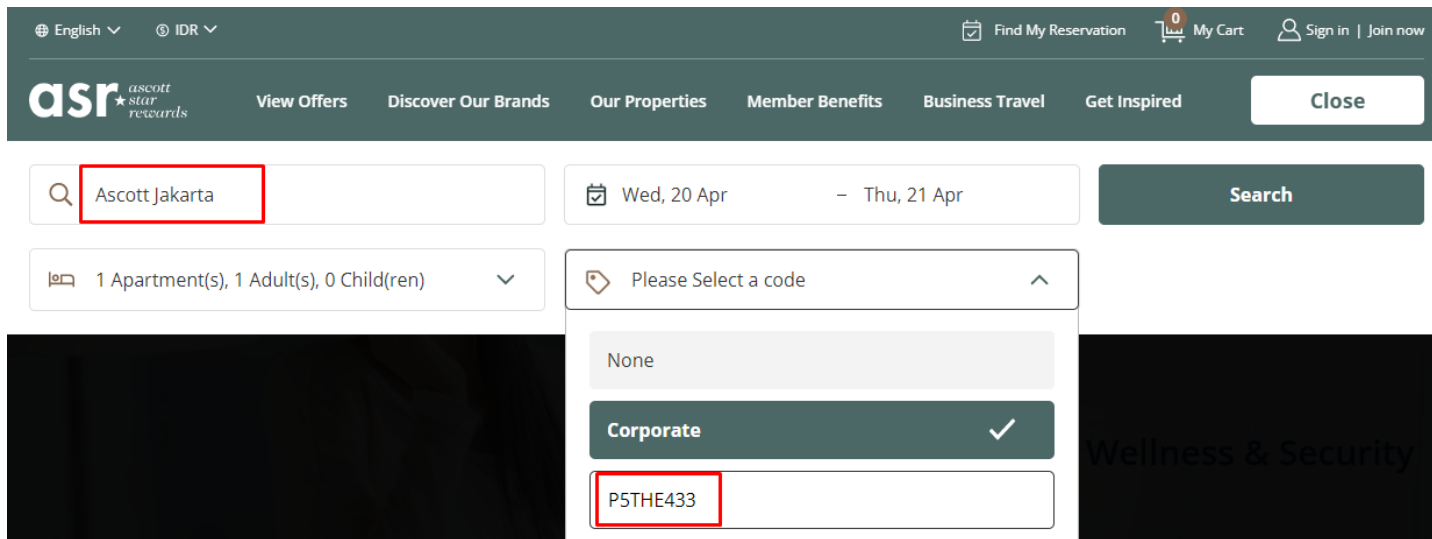 English IDR Find My Reservation 0 My Cart Sign in | Join now
asr ascott star rewards View Offers Discover Our Brands Our Properties Member Benefits Business Travel Get Inspired Close
Ascott Jakarta Wed, 20 Apr – Thu, 21 Apr Search
1 Apartment(s), 1 Adult(s), 0 Child(ren) Please Select a code
None
Corporate
Wellness & Security
P5THE433